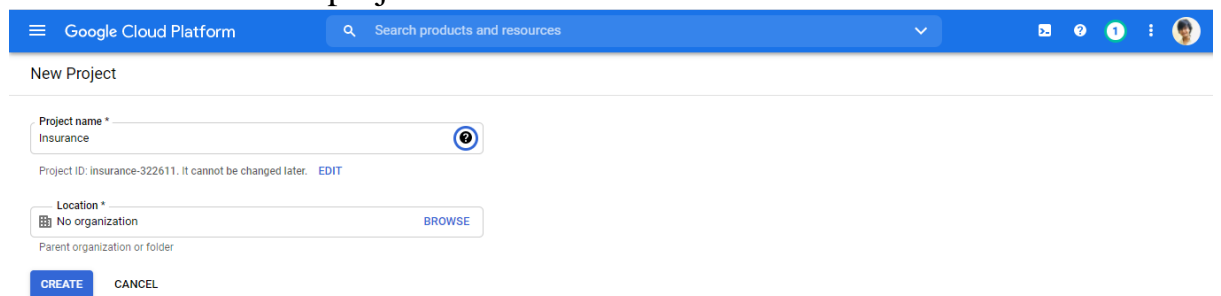 Google Cloud Platform Search products and resources 1
New Project
Project name *
Insurance
Project ID: insurance-322611. It cannot be changed later. EDIT
Location *
No organization BROWSE
Parent organization or folder
CREATE CANCEL